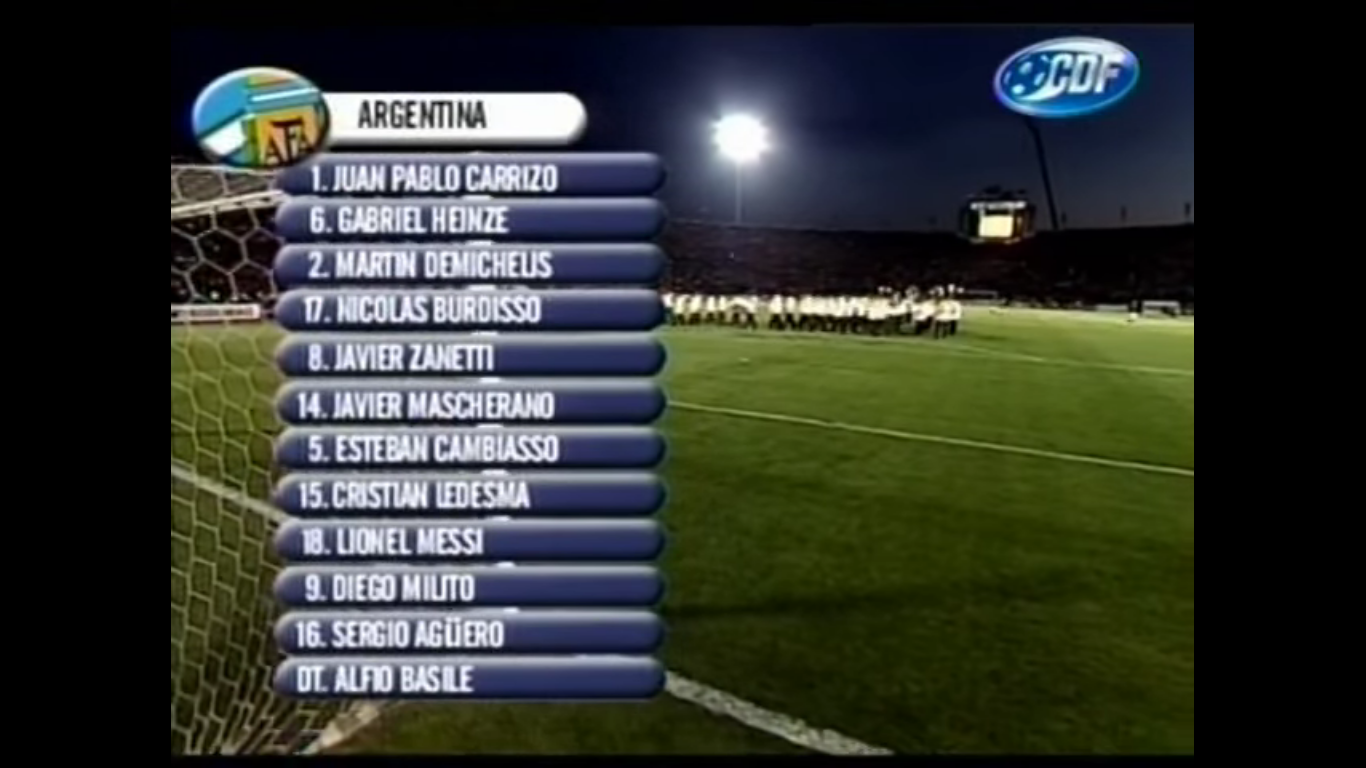 CDF
ARGENTINA
AFA
1. JUAN PABLO CARRIZO
6. GABRIEL HEINZE
2. MARTIN DEMICHELIS
17. NICOLAS BURDISSO
8. JAVIER ZANETTI
14. JAVIER MASCHERANO
5. ESTEBAN CAMBIASSO
15. CRISTIAN LEDESMA
18. LIONEL MESSI
9. DIEGO MILITO
16. SERGIO AGÜERO
DT. ALFIO BASILE